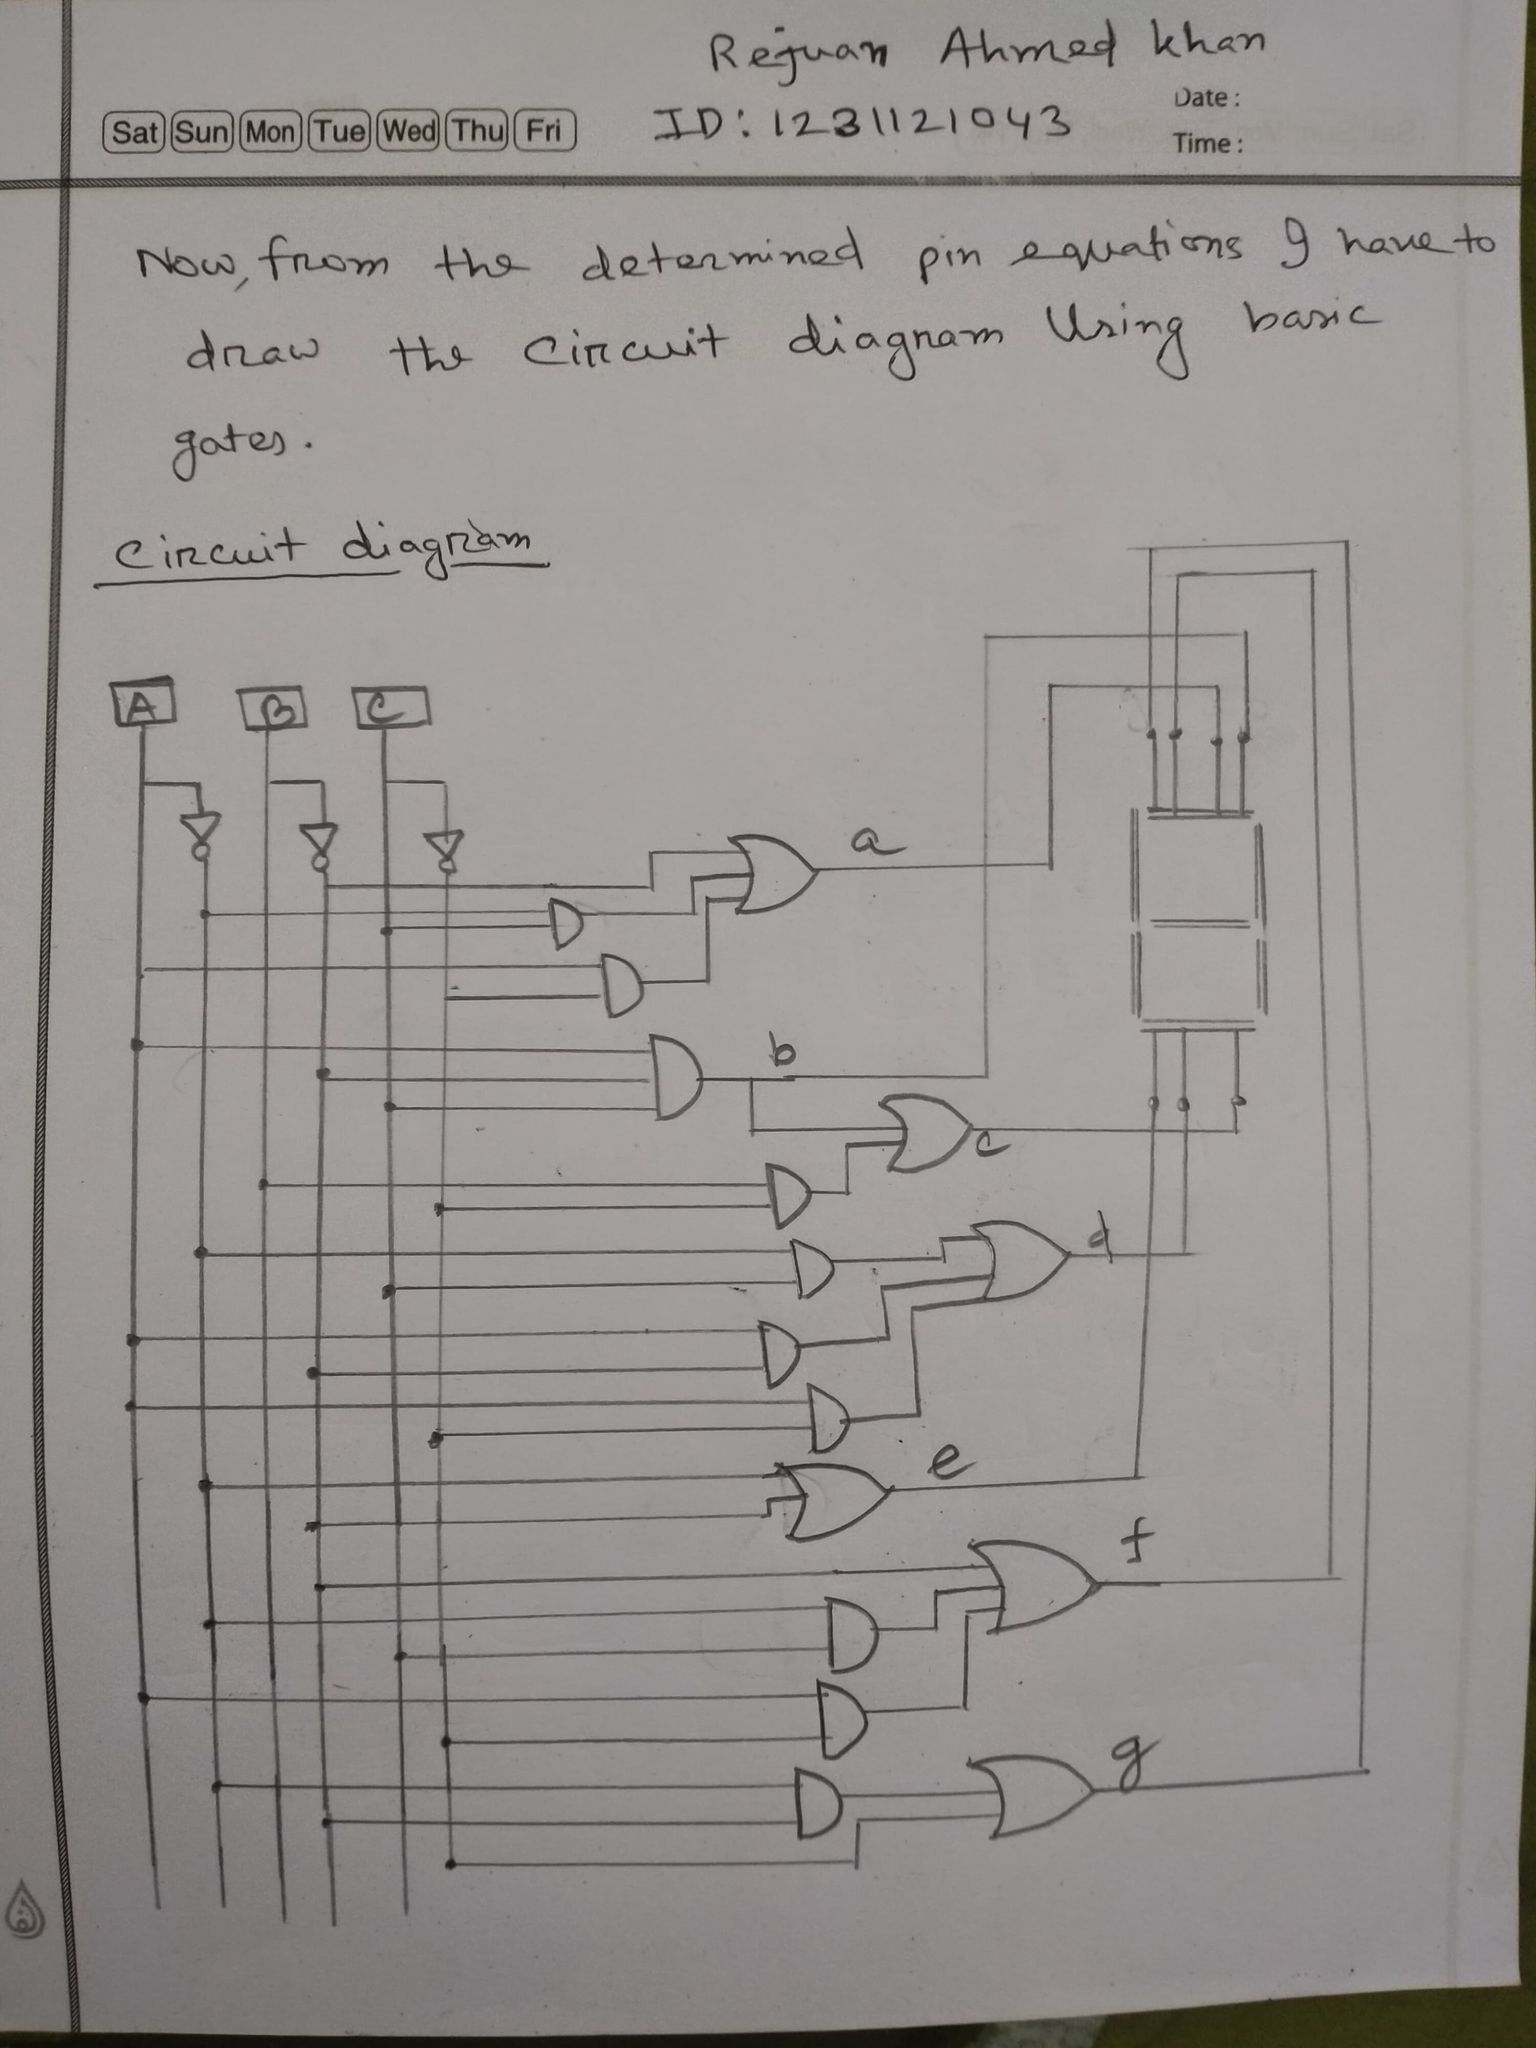 Rejuan Ahmed Khan
Sat Sun Mon Tue Wed Thu Fri
ID: 1231121043
Date:
Time:
Now, from the determined pin equations I have to
draw the circuit diagram Using basic
gates.
Circuit diagram
A B C
a
b
c
d
e
f
g